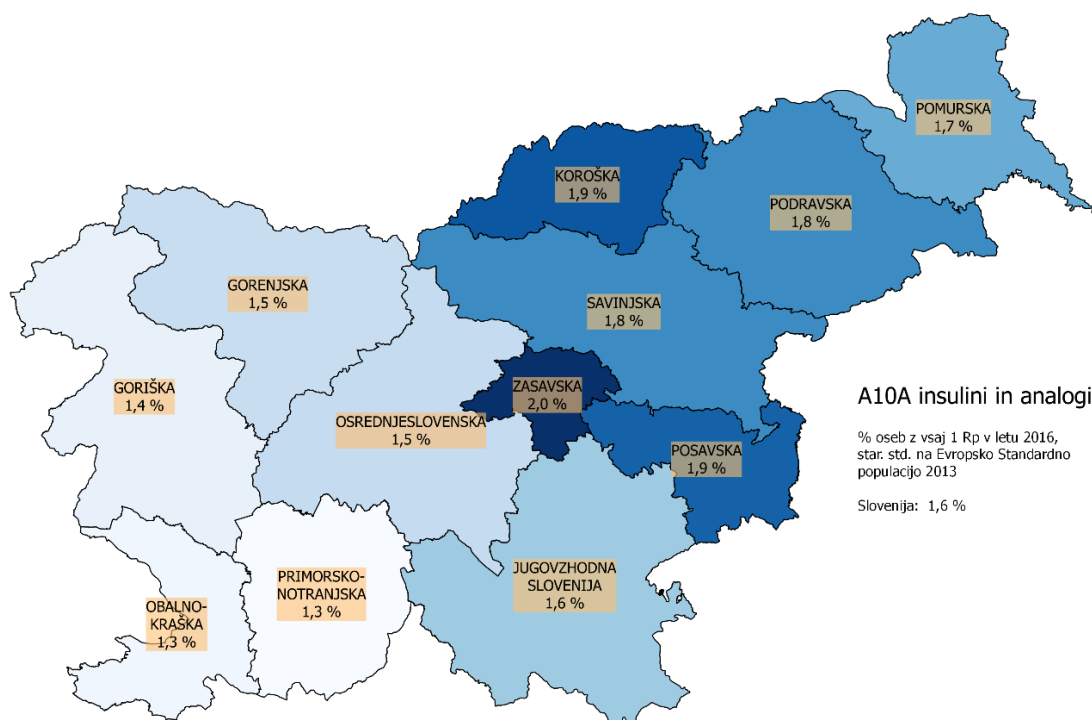 POMURSKA
1,7 %
KOROŠKA
1,9 %
PODRAVSKA
1,8 %
GORENJSKA
1,5 %
SAVINJSKA
1,8 %
GORIŠKA
1,4 %
ZASAVSKA
2,0 %
OSREDNJESLOVENSKA
1,5 %
POSAVSKA
1,9 %
JUGOVZHODNA
SLOVENIJA
1,6 %
PRIMORSKO-
NOTRANJSKA
1,3 %
OBALNO-
KRAŠKA
1,3 %
A10A insulini in analogi
% oseb z vsaj 1 Rp v letu 2016,
star. std. na Evropsko Standardno
populacijo 2013
Slovenija: 1,6 %